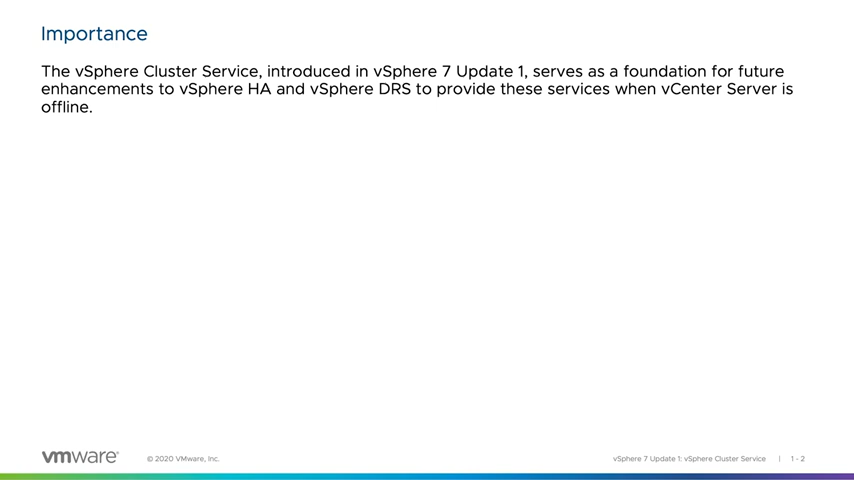 Importance
The vSphere Cluster Service, introduced in vSphere 7 Update 1, serves as a foundation for future
enhancements to vSphere HA and vSphere DRS to provide these services when vCenter Server is
offline.
vmware®
© 2020 VMware, Inc.
vSphere 7 Update 1: vSphere Cluster Service | 1 - 2